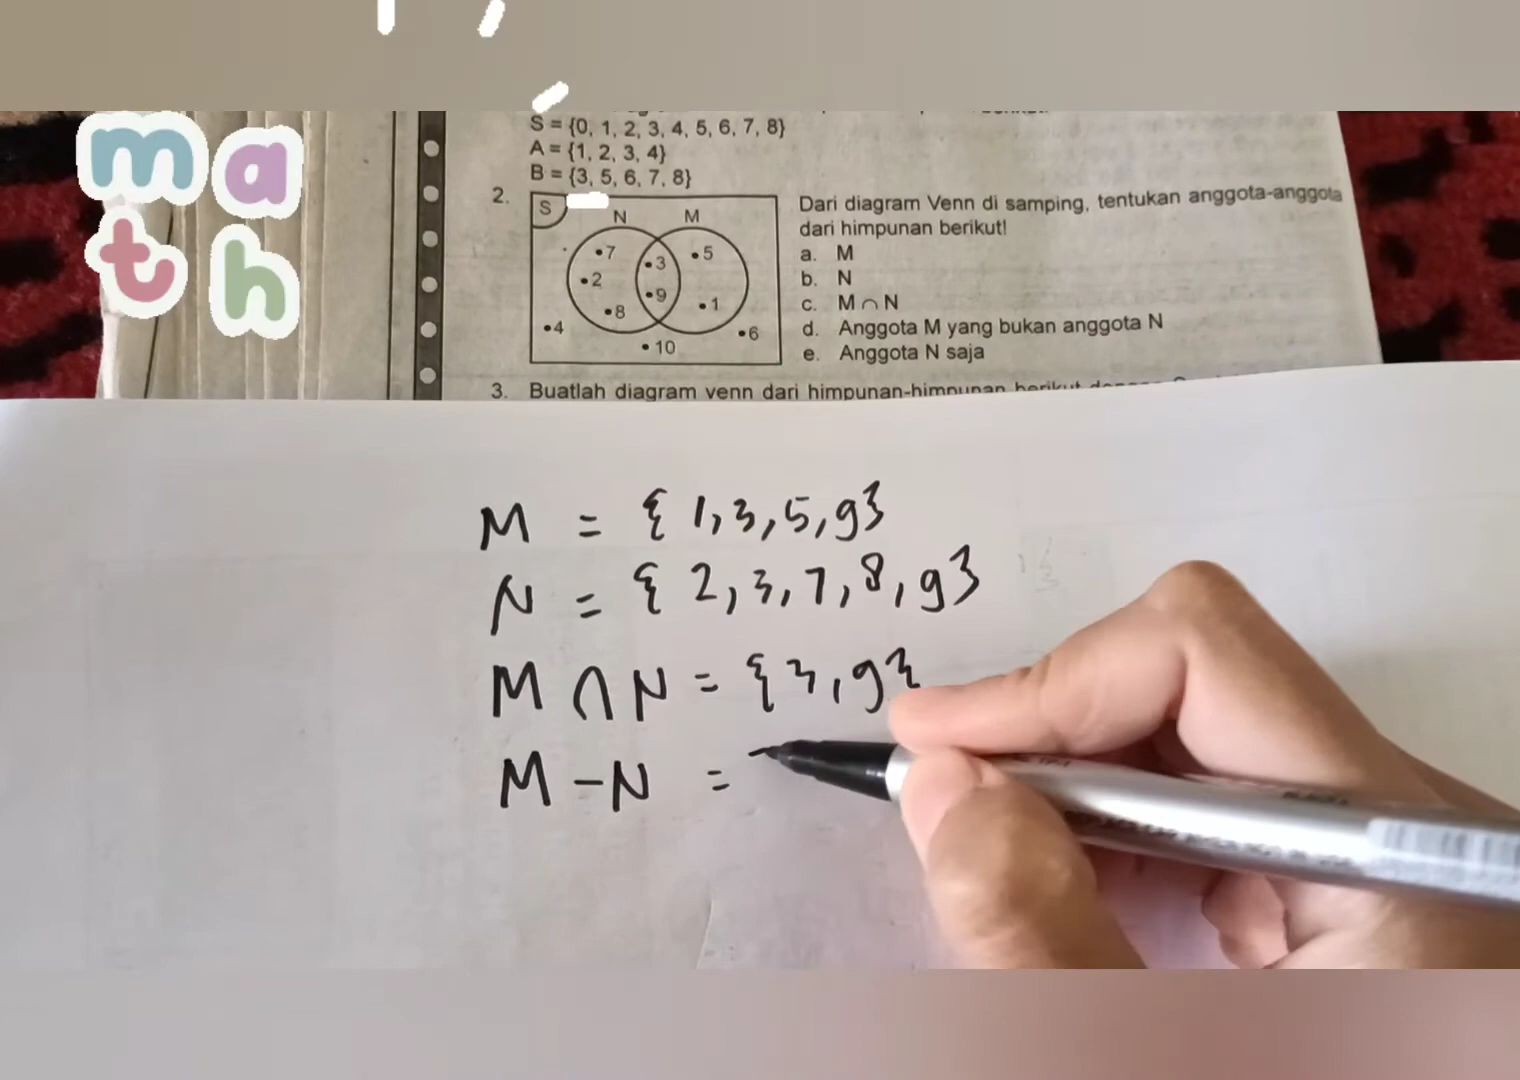 math
S = {0, 1, 2, 3, 4, 5, 6, 7, 8}
A = {1, 2, 3, 4}
B = {3, 5, 6, 7, 8}
2.
S
N M
•7 •3 •5
•2 •9
•8 •1
•4 •6
•10
Dari diagram Venn di samping, tentukan anggota-anggota
dari himpunan berikut!
a. M
b. N
c. M ∩ N
d. Anggota M yang bukan anggota N
e. Anggota N saja
3. Buatlah diagram venn dari himpunan-himpunan berikut
M = { 1, 3, 5, 9}
N = { 2, 3, 7, 8, 9}
M ∩ N = {3, 9}
M - N =